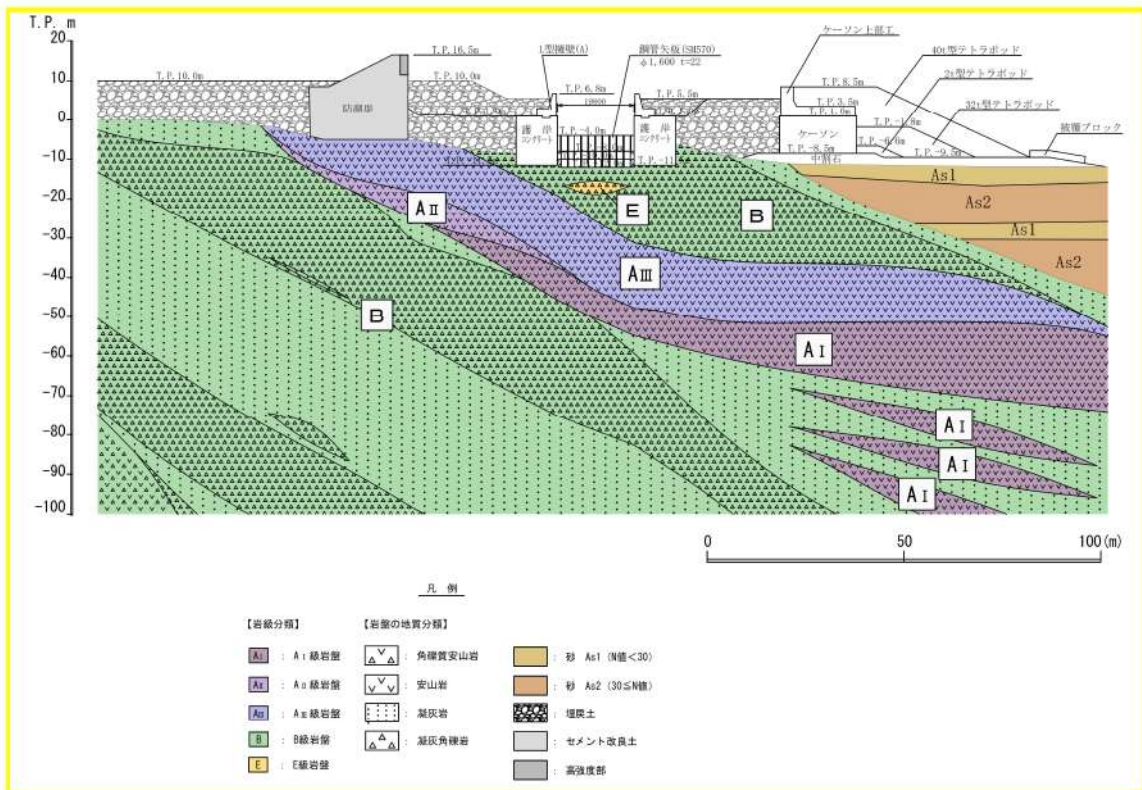 T.P. m
20
10
0
-10
-20
-30
-40
-50
-60
-70
-80
-90
-100
T.P.16.5m
T.P.10.0m
T.P.10.0m
防潮堤
L型擁壁(A)
鋼管矢板(SM570)
φ1,600 t=22
T.P.6.8m
T.P.5.5m
護岸
コンクリート
T.P.-4.0m
護岸
コンクリート
T.P.-11
ケーソン上部工
40t型テトラポッド
2t型テトラポッド
32t型テトラポッド
被覆ブロック
T.P.8.5m
T.P.3.5m
T.P.1.0m
T.P.-1.8m
ケーソン
T.P.-6.0m
T.P.-8.5m
T.P.-9.5m
中割石
As1
As2
As1
As2
AⅡ
E
B
AⅢ
B
AⅠ
AⅠ
AⅠ
AⅠ
0 50 100(m)
凡 例
【岩級分類】 【岩盤の地質分類】
AⅠ : AⅠ級岩盤 : 角礫質安山岩 : 砂 As1 (N値<30)
AⅡ : AⅡ級岩盤 : 安山岩 : 砂 As2 (30≦N値)
AⅢ : AⅢ級岩盤 : 凝灰岩 : 埋戻土
B : B級岩盤 : 凝灰角礫岩 : セメント改良土
E : E級岩盤 : 高強度部